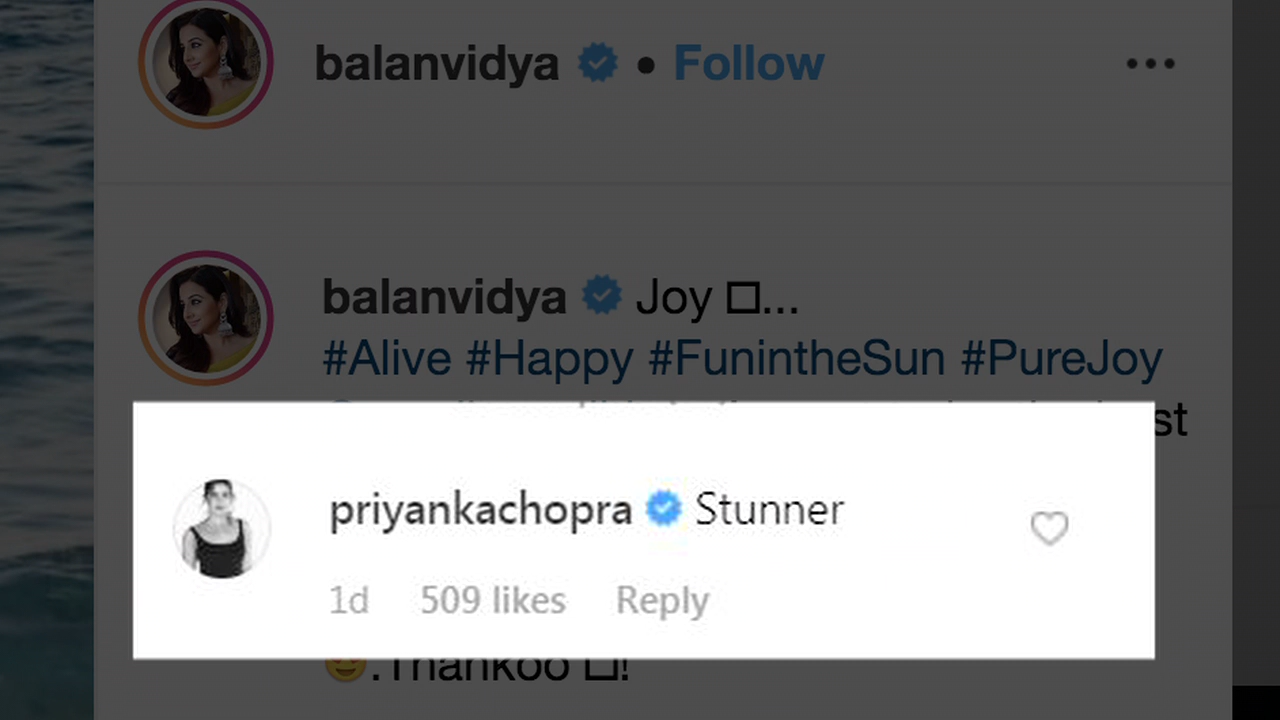 balanvidya • Follow
balanvidya Joy □...
#Alive #Happy #FunintheSun #PureJoy
st
priyankachopra Stunner
1d 509 likes Reply
.Thankoo □!